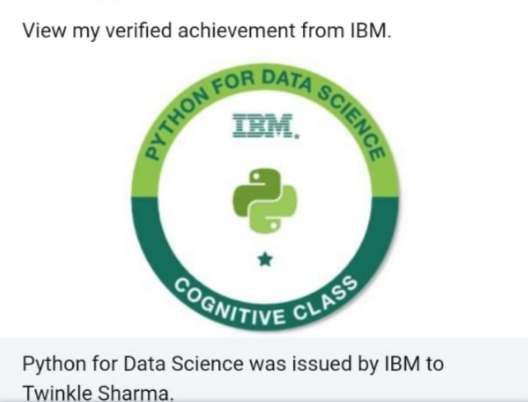 View my verified achievement from IBM.
PYTHON FOR DATA SCIENCE
IBM.
COGNITIVE CLASS
Python for Data Science was issued by IBM to
Twinkle Sharma.